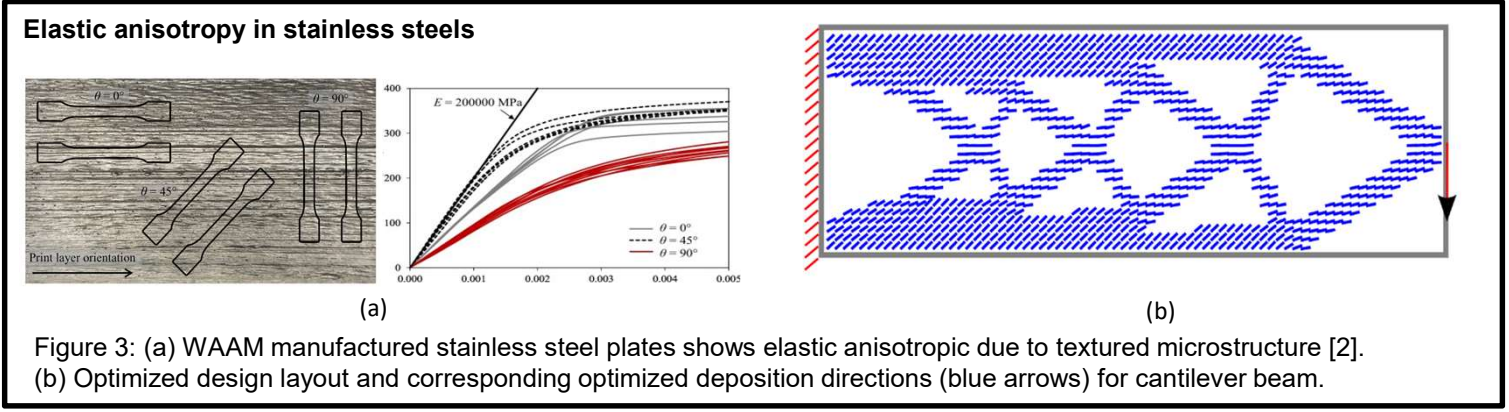 Elastic anisotropy in stainless steels
θ = 0°
θ = 90°
θ = 45°
Print layer orientation
400
300
200
100
0
E = 200000 MPa
θ = 0°
θ = 45°
θ = 90°
0.000 0.001 0.002 0.003 0.004 0.005
(a)
(b)
Figure 3: (a) WAAM manufactured stainless steel plates shows elastic anisotropic due to textured microstructure [2].
(b) Optimized design layout and corresponding optimized deposition directions (blue arrows) for cantilever beam.